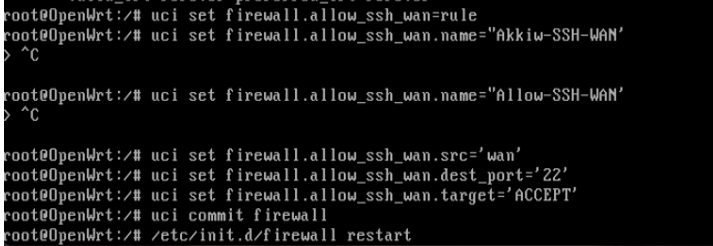 root@OpenWrt:/# uci set firewall.allow_ssh_wan=rule
root@OpenWrt:/# uci set firewall.allow_ssh_wan.name="Akkiw-SSH-WAN'
> ^C
root@OpenWrt:/# uci set firewall.allow_ssh_wan.name="Allow-SSH-WAN'
> ^C
root@OpenWrt:/# uci set firewall.allow_ssh_wan.src='wan'
root@OpenWrt:/# uci set firewall.allow_ssh_wan.dest_port='22'
root@OpenWrt:/# uci set firewall.allow_ssh_wan.target='ACCEPT'
root@OpenWrt:/# uci commit firewall
root@OpenWrt:/# /etc/init.d/firewall restart